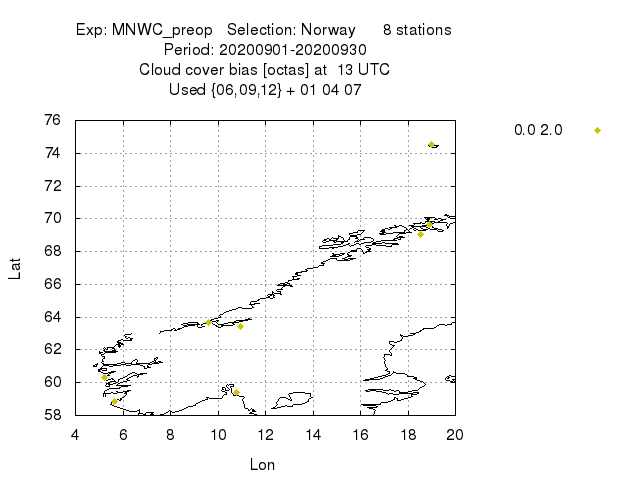 Exp: MNWC_preop Selection: Norway 8 stations
Period: 20200901-20200930
Cloud cover bias [octas] at 13 UTC
Used {06,09,12} + 01 04 07
0.0 2.0
76
74
72
70
68
66
64
62
60
58
Lat
4 6 8 10 12 14 16 18 20
Lon